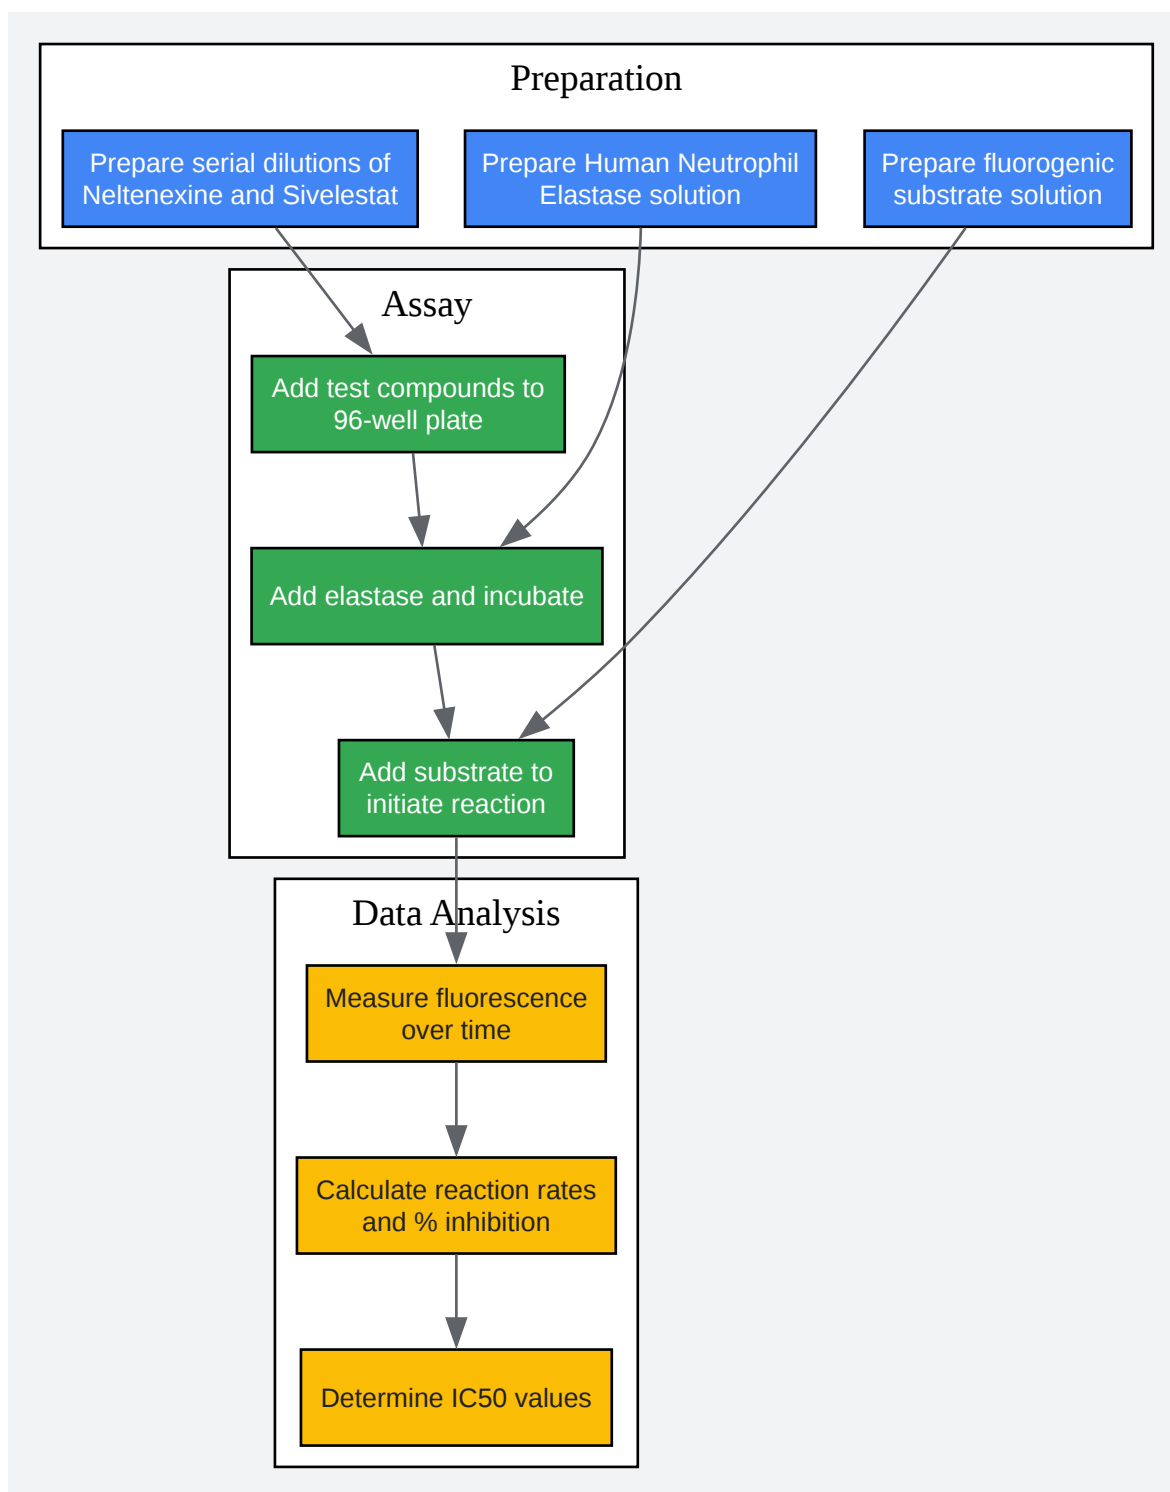 Preparation
Prepare serial dilutions of
Neltenexine and Sivelestat
Prepare Human Neutrophil
Elastase solution
Prepare fluorogenic
substrate solution
Assay
Add test compounds to
96-well plate
Add elastase and incubate
Add substrate to
initiate reaction
Data Analysis
Measure fluorescence
over time
Calculate reaction rates
and % inhibition
Determine IC50 values